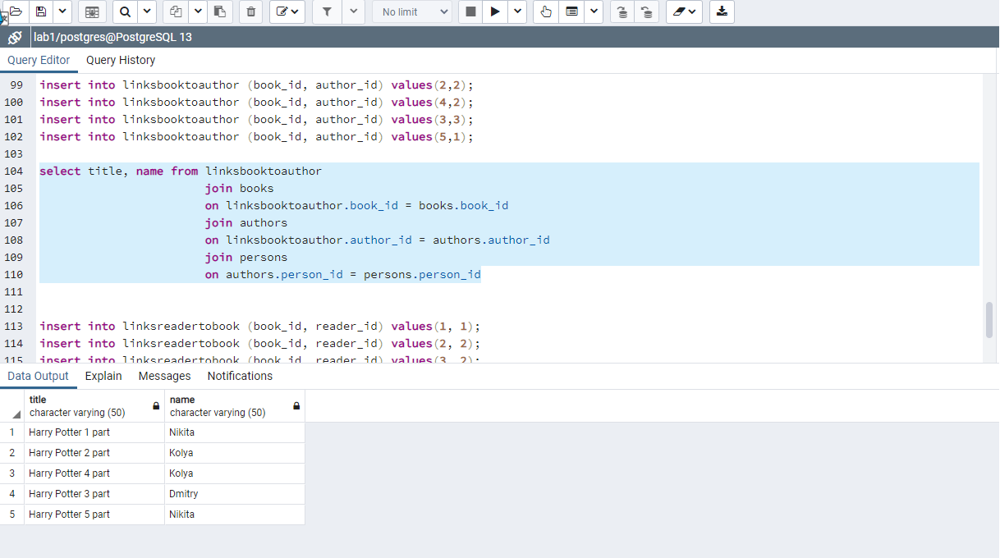 No limit
lab1/postgres@PostgreSQL 13
Query Editor Query History
99 insert into linksbooktoauthor (book_id, author_id) values(2,2);
100 insert into linksbooktoauthor (book_id, author_id) values(4,2);
101 insert into linksbooktoauthor (book_id, author_id) values(3,3);
102 insert into linksbooktoauthor (book_id, author_id) values(5,1);
103
104 select title, name from linksbooktoauthor
105 join books
106 on linksbooktoauthor.book_id = books.book_id
107 join authors
108 on linksbooktoauthor.author_id = authors.author_id
109 join persons
110 on authors.person_id = persons.person_id
111
112
113 insert into linksreadertobook (book_id, reader_id) values(1, 1);
114 insert into linksreadertobook (book_id, reader_id) values(2, 2);
115 insert into linksreadertobook (book_id, reader_id) values(3, 2);
Data Output Explain Messages Notifications
title name
character varying (50) character varying (50)
1 Harry Potter 1 part Nikita
2 Harry Potter 2 part Kolya
3 Harry Potter 4 part Kolya
4 Harry Potter 3 part Dmitry
5 Harry Potter 5 part Nikita